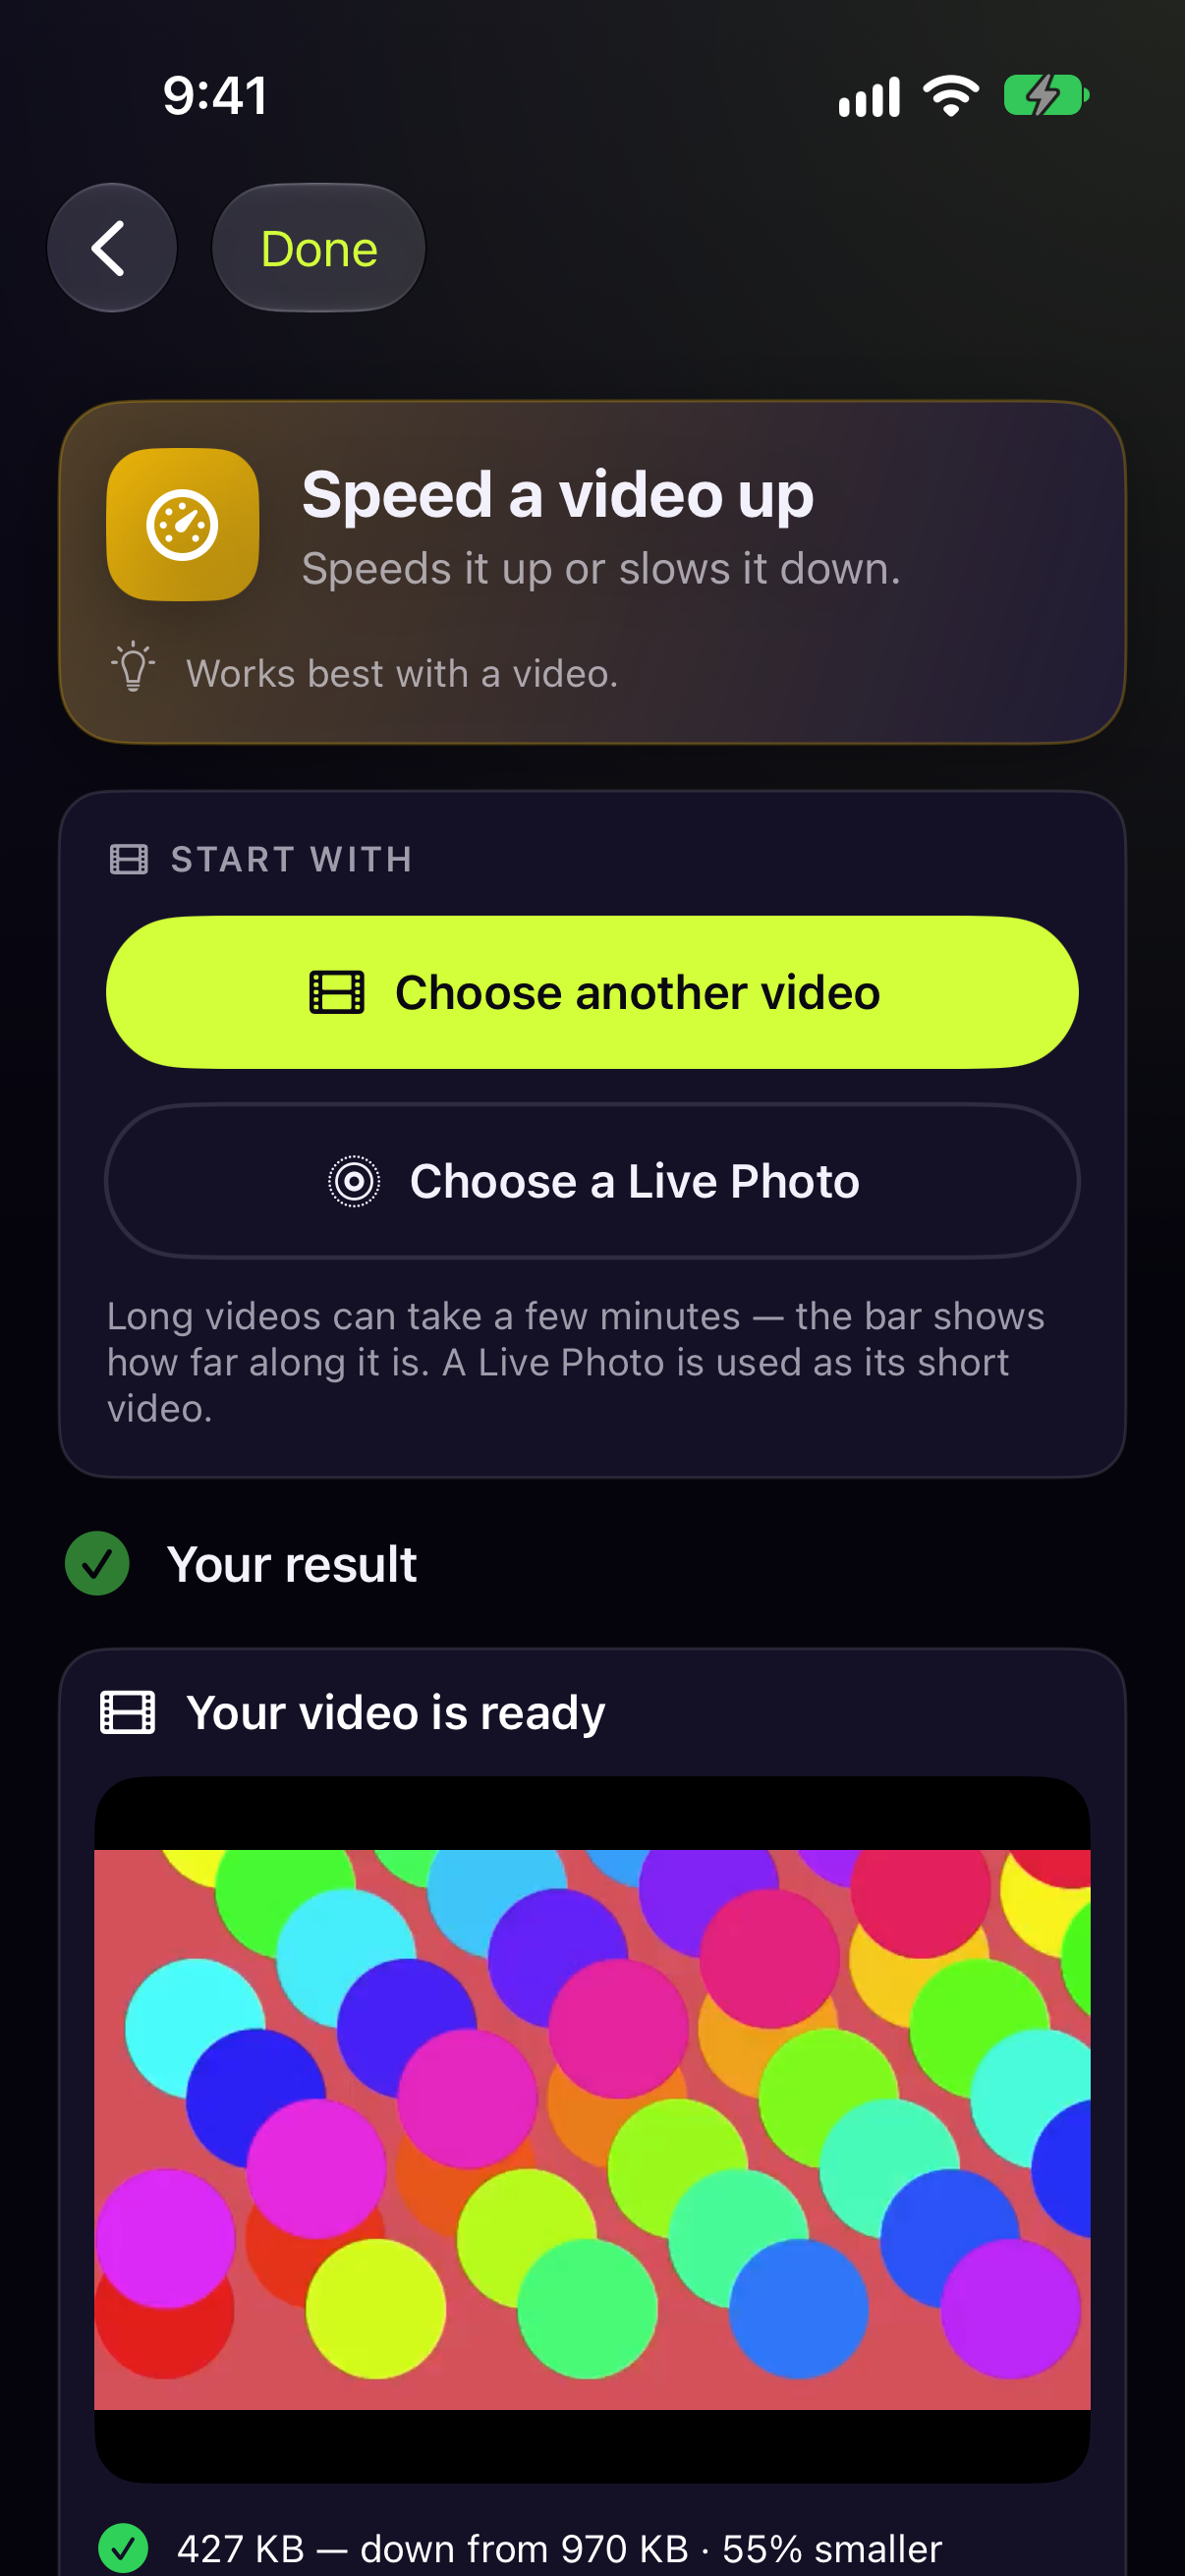 9:41
Done
Speed a video up
Speeds it up or slows it down.
Works best with a video.
START WITH
Choose another video
Choose a Live Photo
Long videos can take a few minutes — the bar shows
how far along it is. A Live Photo is used as its short
video.
Your result
Your video is ready
427 KB — down from 970 KB · 55% smaller